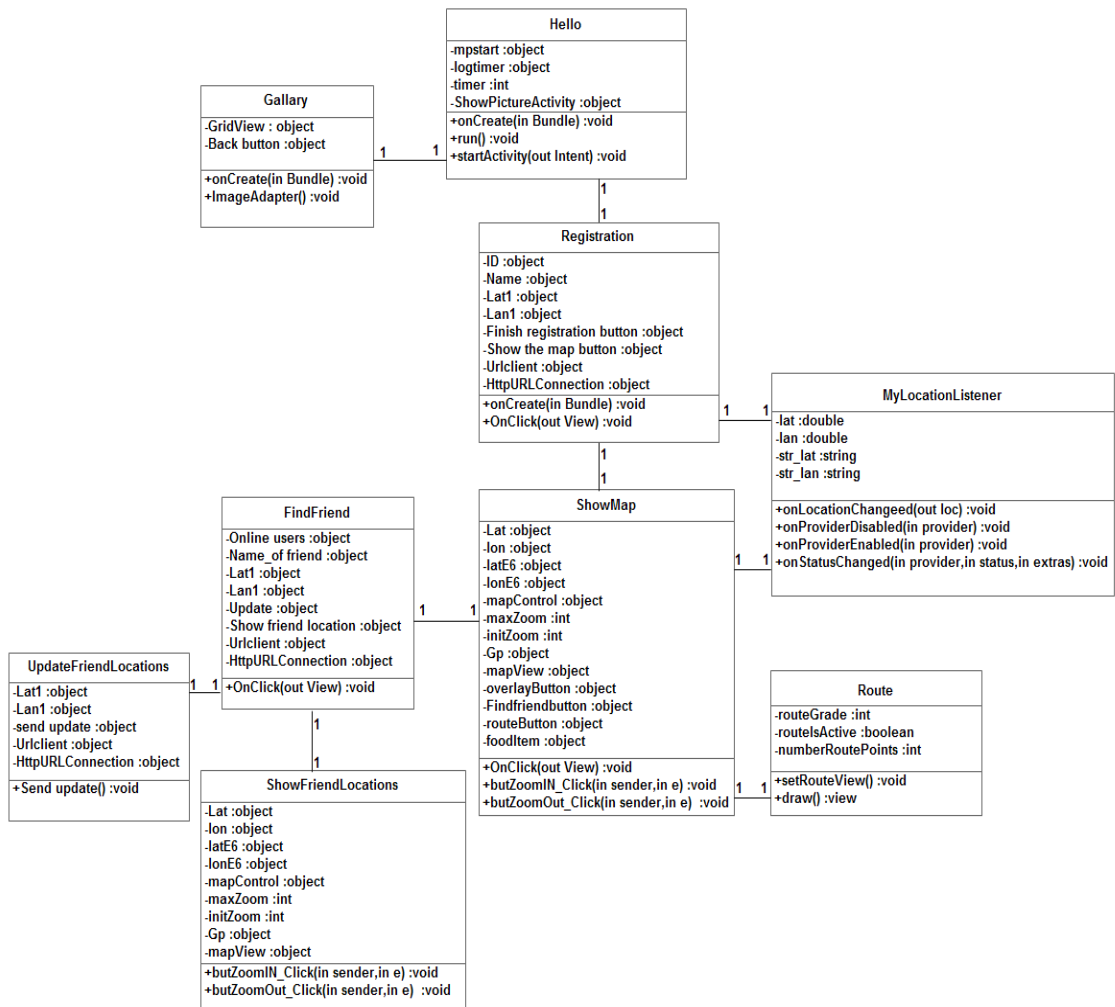 Hello
-mpstart :object
-logtimer :object
-timer :int
-ShowPictureActivity :object
+onCreate(in Bundle) :void
+run() :void
+startActivity(out Intent) :void
Gallary
-GridView : object
-Back button :object
+onCreate(in Bundle) :void
+ImageAdapter() :void
1
1
1
1
Registration
-ID :object
-Name :object
-Lat1 :object
-Lan1 :object
-Finish registration button :object
-Show the map button :object
-Urlclient :object
-HttpURLConnection :object
+onCreate(in Bundle) :void
+OnClick(out View) :void
1
1
MyLocationListener
-lat :double
-lan :double
-str_lat :string
-str_lan :string
+onLocationChangeed(out loc) :void
+onProviderDisabled(in provider) :void
+onProviderEnabled(in provider) :void
+onStatusChanged(in provider,in status,in extras) :void
1
1
ShowMap
-Lat :object
-lon :object
-latE6 :object
-lonE6 :object
-mapControl :object
-maxZoom :int
-initZoom :int
-Gp :object
-mapView :object
-overlayButton :object
-Findfriendbutton :object
-routeButton :object
-foodItem :object
+OnClick(out View) :void
+butZoomIN_Click(in sender,in e) :void
+butZoomOut_Click(in sender,in e) :void
1
1
FindFriend
-Online users :object
-Name_of friend :object
-Lat1 :object
-Lan1 :object
-Update :object
-Show friend location :object
-Urlclient :object
-HttpURLConnection :object
+OnClick(out View) :void
1
1
UpdateFriendLocations
-Lat1 :object
-Lan1 :object
-send update :object
-Urlclient :object
-HttpURLConnection :object
+Send update() :void
1
1
Route
-routeGrade :int
-routeIsActive :boolean
-numberRoutePoints :int
+setRouteView() :void
+draw() :view
1
1
1
1
ShowFriendLocations
-Lat :object
-lon :object
-latE6 :object
-lonE6 :object
-mapControl :object
-maxZoom :int
-initZoom :int
-Gp :object
-mapView :object
+butZoomIN_Click(in sender,in e) :void
+butZoomOut_Click(in sender,in e) :void